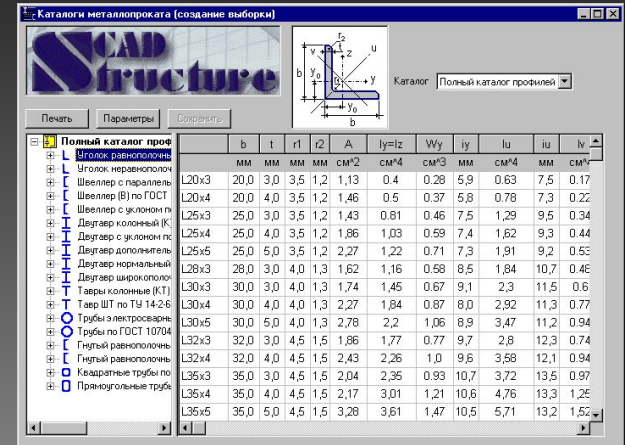 Каталоги металлопроката (создание выборки)
SCAD
Structure
Печать Параметры Сохранить
r2
v z u
b y0 y
y0
b
Каталог Полный каталог профилей
Полный каталог проф
Уголок равнополочнь
Уголок неравнополочн
Швеллер с параллель
Швеллер (В) по ГОСТ
Швеллер с уклоном по
Двутавр колонный (К)
Двутавр с уклоном по
Двутавр дополнитель
Двутавр нормальный
Двутавр широкополо
Тавры колонные (КТ)
Тавр ШТ по ТУ 14-2-6
Трубы электросварнь
Трубы по ГОСТ 10704
Гнутый равнополочнь
Гнутый равнополочнь
Квадратные трубы по
Прямоугольные трубь
b t r1 r2 A Iy=Iz Wy iy Iu iu Iv
мм мм мм мм см^2 см^4 см^3 мм см^4 мм см^4
L20x3 20,0 3,0 3,5 1,2 1,13 0.4 0.28 5,9 0.63 7,5 0.17
L20x4 20,0 4,0 3,5 1,2 1,46 0.5 0.37 5,8 0.78 7,3 0.22
L25x3 25,0 3,0 3,5 1,2 1,43 0.81 0.46 7,5 1,29 9,5 0.34
L25x4 25,0 4,0 3,5 1,2 1,86 1,03 0.59 7,4 1,62 9,3 0.44
L25x5 25,0 5,0 3,5 1,2 2,27 1,22 0.71 7,3 1,91 9,2 0.53
L28x3 28,0 3,0 4,0 1,3 1,62 1,16 0.58 8,5 1,84 10,7 0.48
L30x3 30,0 3,0 4,0 1,3 1,74 1,45 0.67 9,1 2,3 11,5 0.6
L30x4 30,0 4,0 4,0 1,3 2,27 1,84 0.87 8,0 2,92 11,3 0.77
L30x5 30,0 5,0 4,0 1,3 2,78 2,2 1,06 8,9 3,47 11,2 0.94
L32x3 32,0 3,0 4,5 1,5 1,86 1,77 0.77 9,7 2,8 12,3 0.74
L32x4 32,0 4,0 4,5 1,5 2,43 2,26 1,0 9,6 3,58 12,1 0.94
L35x3 35,0 3,0 4,5 1,5 2,04 2,35 0.93 10,7 3,72 13,5 0.97
L35x4 35,0 4,0 4,5 1,5 2,17 3,01 1,21 10,6 4,76 13,3 1,25
L35x5 35,0 5,0 4,5 1,5 3,28 3,61 1,47 10,5 5,71 13,2 1,52